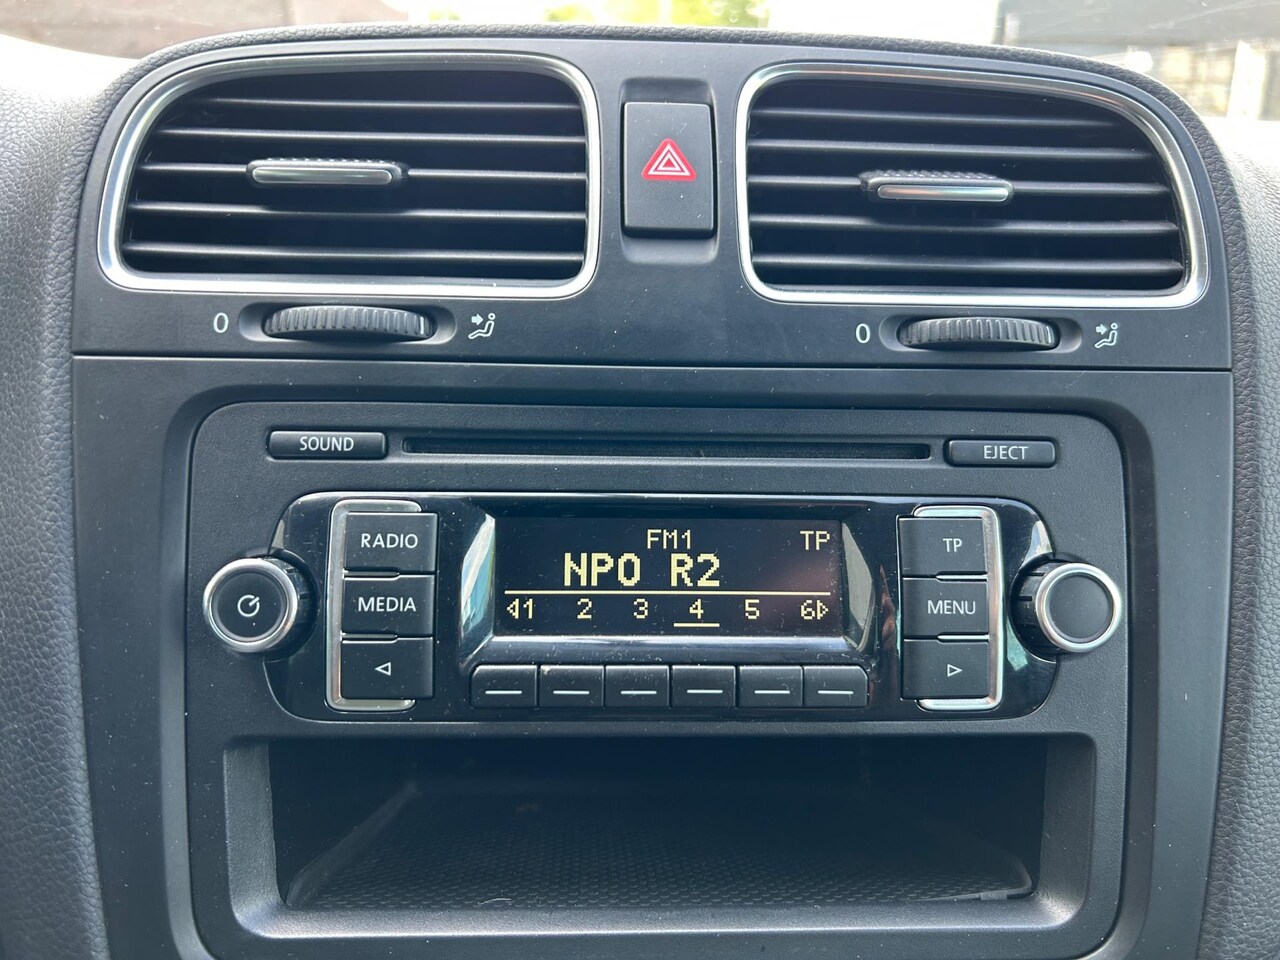 0
0
SOUND
EJECT
RADIO
FM1
TP
TP
NPO R2
MEDIA
1 2 3 4 5 6
MENU